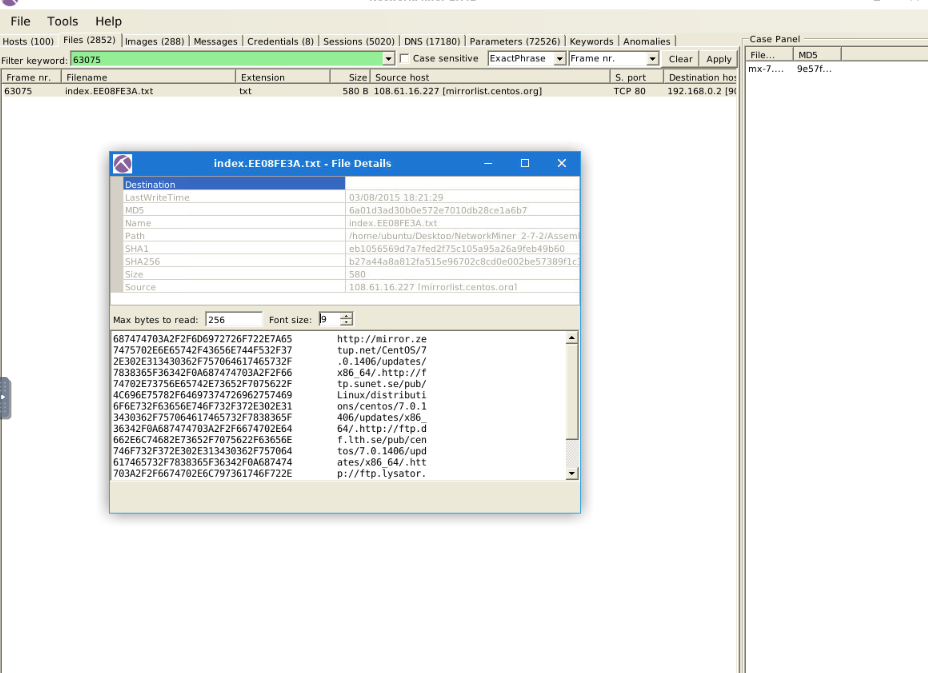 File Tools Help
Hosts (100) Files (2852) Images (288) Messages Credentials (8) Sessions (5020) DNS (17180) Parameters (72526) Keywords Anomalies
Case Panel
Filter keyword: 63075 Case sensitive ExactPhrase Frame nr. Clear Apply
File... MD5
mx-7.... 9e57f...
Frame nr. Filename Extension Size Source host S. port Destination hos
63075 index.EE08FE3A.txt txt 580 B 108.61.16.227 [mirrorlist.centos.org] TCP 80 192.168.0.2 [90
index.EE08FE3A.txt - File Details
Destination
LastWriteTime 03/08/2015 18:21:29
MD5 6a01d3ad30b0e572e7010db28ce1a6b7
Name index.EE08FE3A.txt
Path /home/ubuntu/Desktop/NetworkMiner_2-7-2/Assembl
SHA1 eb1056569d7a7fed2f75c105a95a26a9feb49b60
SHA256 b27a44a8a812fa515e96702c8cd0e002be57389f1c
Size 580
Source 108.61.16.227 [mirrorlist.centos.org]
Max bytes to read: 256 Font size: 9
687474703A2F2F6D6972726F722E7A65 http://mirror.ze
7475702E6E65742F43656E744F532F37 tup.net/CentOS/7
2E302E313430362F757064617465732F .0.1406/updates/
7838365F36342F0A687474703A2F2F66 x86_64/.http://f
74702E73756E65742E73652F7075622F tp.sunet.se/pub/
4C696E75782F64697374726962757469 Linux/distributi
6F6E732F63656E746F732F372E302E31 ons/centos/7.0.1
3430362F757064617465732F7838365F 406/updates/x86_
36342F0A687474703A2F2F6674702E64 64/.http://ftp.d
662E6C74682E73652F7075622F63656E f.lth.se/pub/cen
746F732F372E302E313430362F757064 tos/7.0.1406/upd
617465732F7838365F36342F0A687474 ates/x86_64/.htt
703A2F2F6674702E6C797361746F722E p://ftp.lysator.